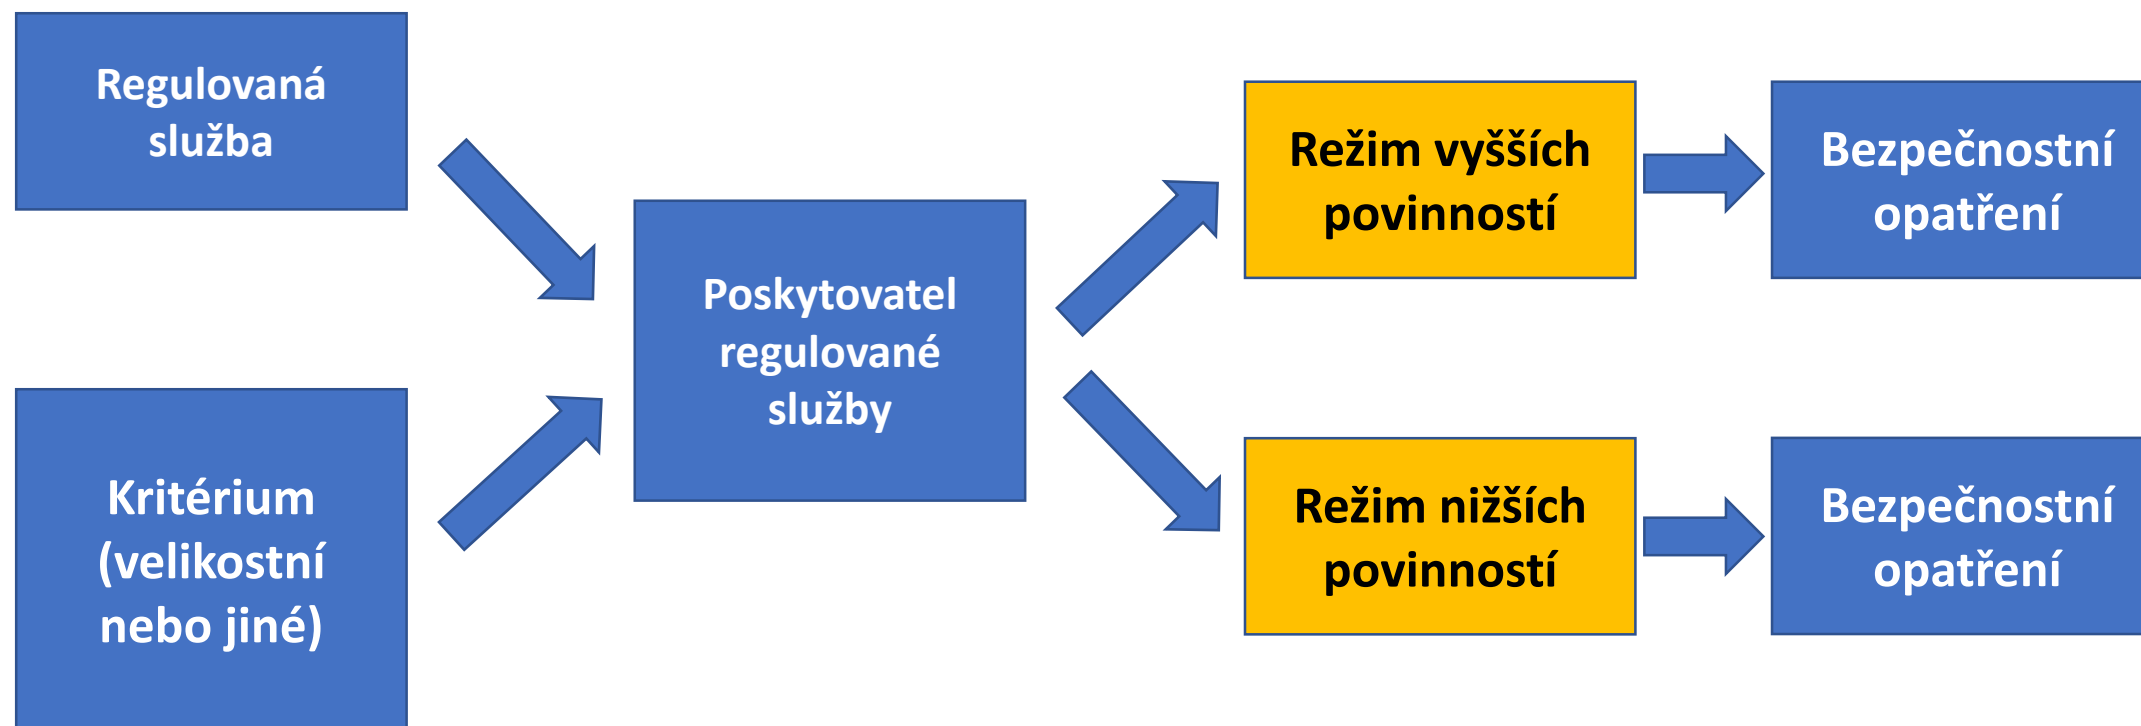 Regulovaná
služba
Kritérium
(velikostní
nebo jiné)
Poskytovatel
regulované
služby
Režim vyšších
povinností
Bezpečnostní
opatření
Režim nižších
povinností
Bezpečnostní
opatření